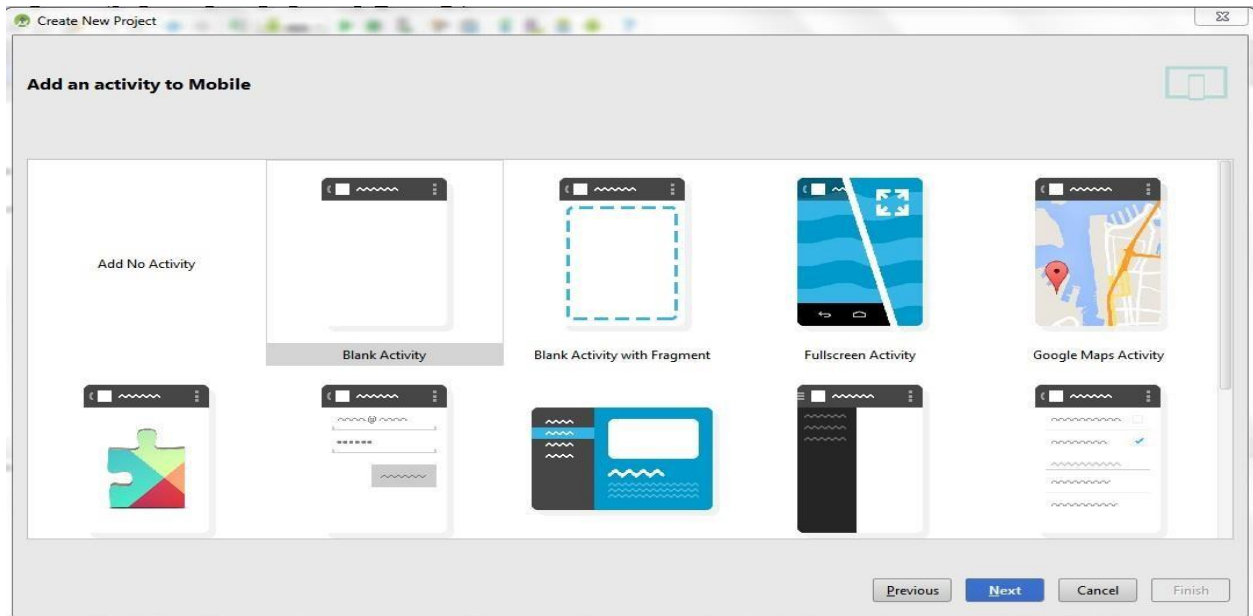 Create New Project
Add an activity to Mobile
Add No Activity
Blank Activity
Blank Activity with Fragment
Fullscreen Activity
Google Maps Activity
Previous
Next
Cancel
Finish